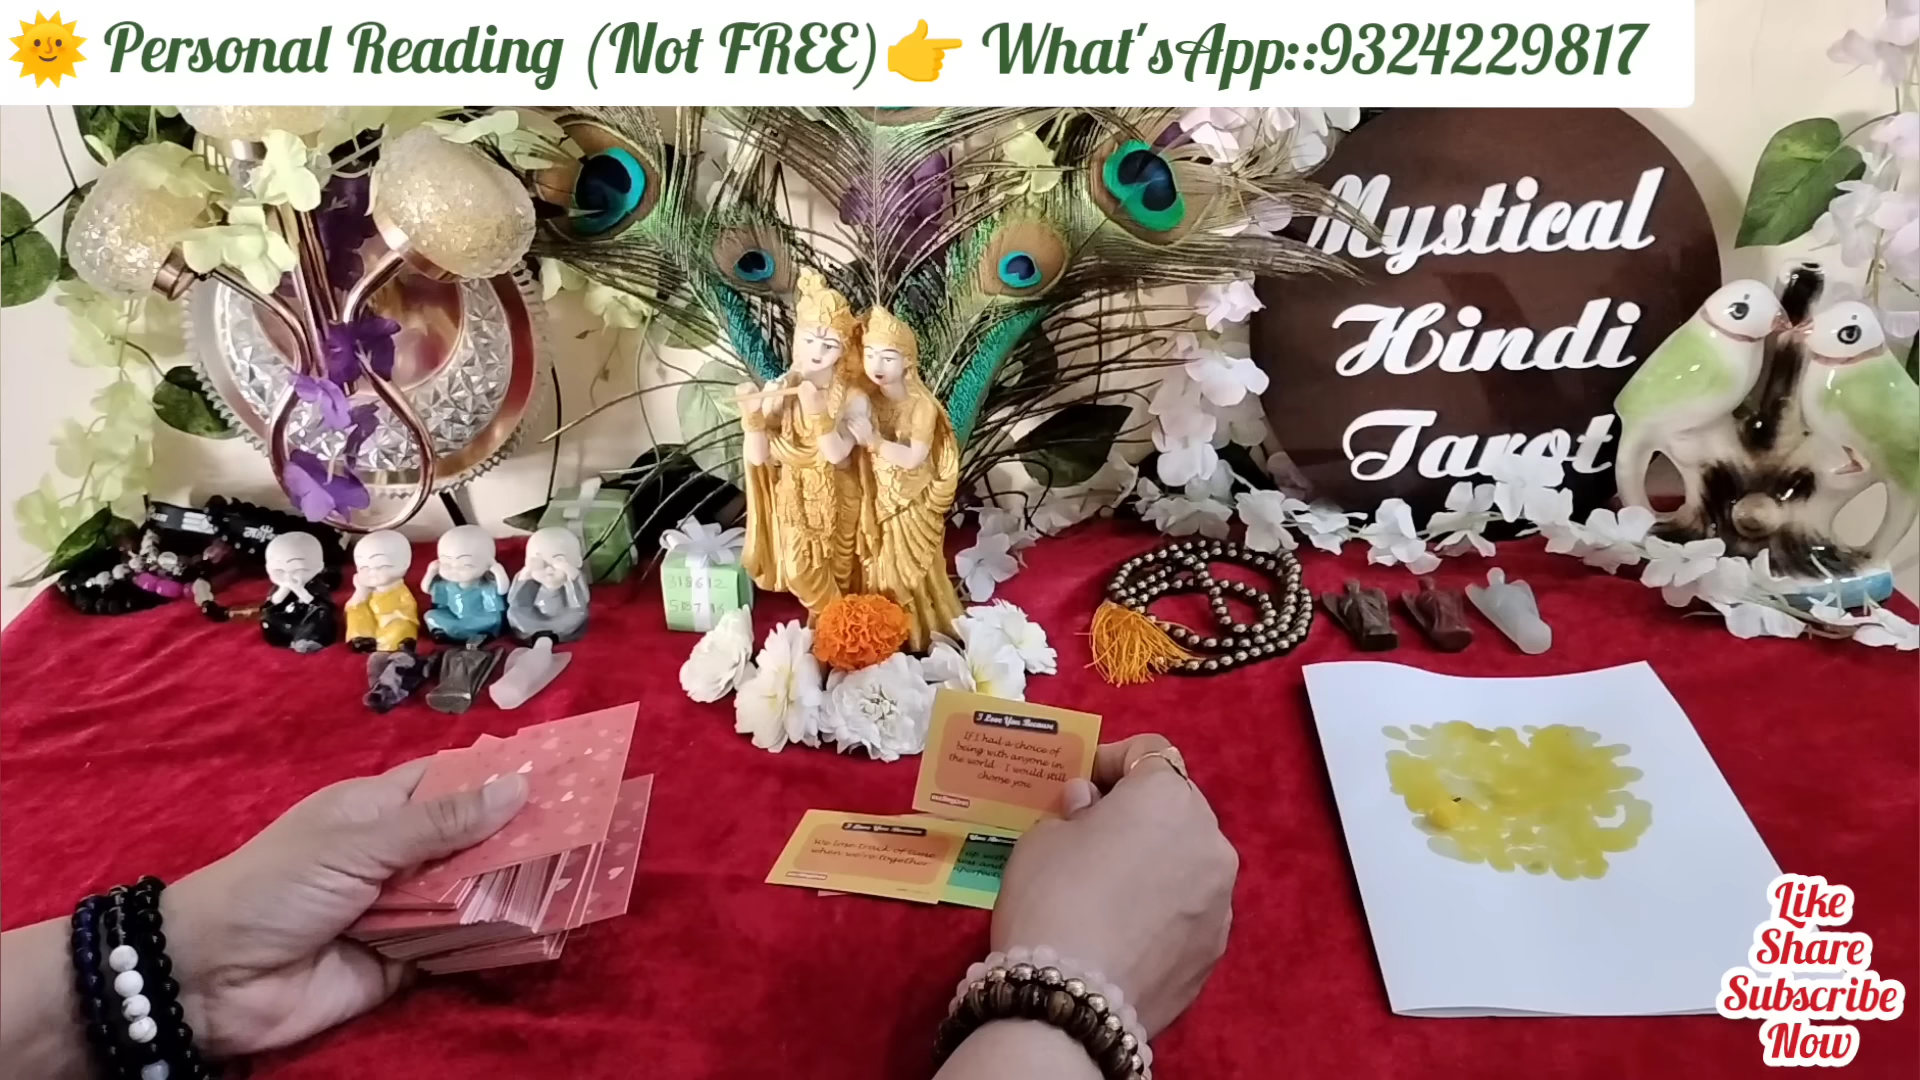 Personal Reading (Not FREE) What'sApp::9324229817
Mystical
Hindi
Tarot
318612
I Love You Because
If I had a choice of
being with anyone in
the world I would still
choose you
I Love You Because
We lose track of time
when we're together
Like
Share
Subscribe
Now